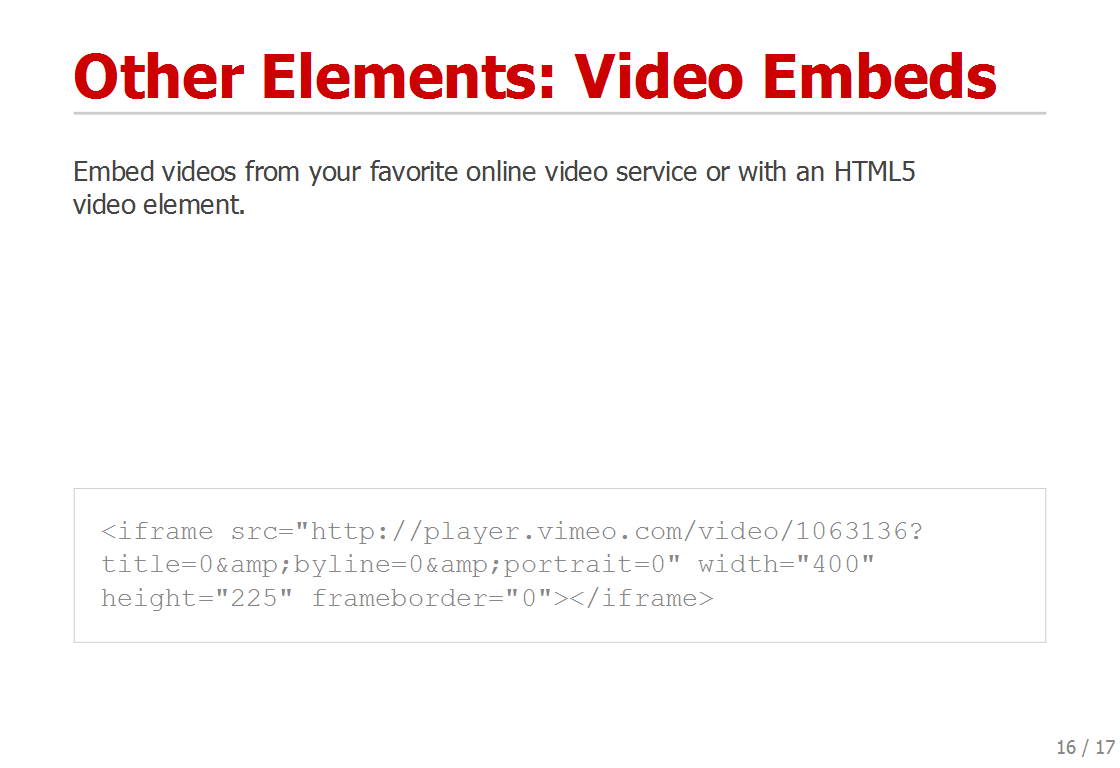 Other Elements: Video Embeds
Embed videos from your favorite online video service or with an HTML5
video element.
<iframe src="http://player.vimeo.com/video/1063136?
title=0&amp;byline=0&amp;portrait=0" width="400"
height="225" frameborder="0"></iframe>
16 / 17